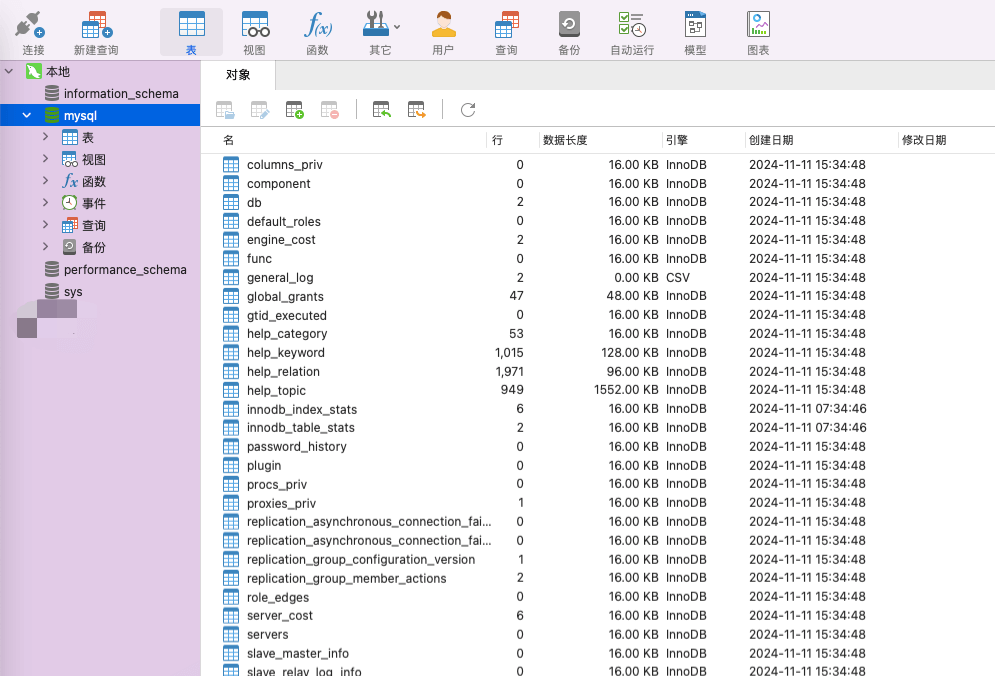 连接 新建查询 表 视图 函数 其它 用户 查询 备份 自动运行 模型 图表
本地
information_schema
mysql
表
视图
函数
事件
查询
备份
performance_schema
sys
对象
名 行 数据长度 引擎 创建日期 修改日期
columns_priv 0 16.00 KB InnoDB 2024-11-11 15:34:48
component 0 16.00 KB InnoDB 2024-11-11 15:34:48
db 2 16.00 KB InnoDB 2024-11-11 15:34:48
default_roles 0 16.00 KB InnoDB 2024-11-11 15:34:48
engine_cost 2 16.00 KB InnoDB 2024-11-11 15:34:48
func 0 16.00 KB InnoDB 2024-11-11 15:34:48
general_log 2 0.00 KB CSV 2024-11-11 15:34:48
global_grants 47 48.00 KB InnoDB 2024-11-11 15:34:48
gtid_executed 0 16.00 KB InnoDB 2024-11-11 15:34:48
help_category 53 16.00 KB InnoDB 2024-11-11 15:34:48
help_keyword 1,015 128.00 KB InnoDB 2024-11-11 15:34:48
help_relation 1,971 96.00 KB InnoDB 2024-11-11 15:34:48
help_topic 949 1552.00 KB InnoDB 2024-11-11 15:34:48
innodb_index_stats 6 16.00 KB InnoDB 2024-11-11 07:34:46
innodb_table_stats 2 16.00 KB InnoDB 2024-11-11 07:34:46
password_history 0 16.00 KB InnoDB 2024-11-11 15:34:48
plugin 0 16.00 KB InnoDB 2024-11-11 15:34:48
procs_priv 0 16.00 KB InnoDB 2024-11-11 15:34:48
proxies_priv 1 16.00 KB InnoDB 2024-11-11 15:34:48
replication_asynchronous_connection_fai... 0 16.00 KB InnoDB 2024-11-11 15:34:48
replication_asynchronous_connection_fai... 0 16.00 KB InnoDB 2024-11-11 15:34:48
replication_group_configuration_version 1 16.00 KB InnoDB 2024-11-11 15:34:48
replication_group_member_actions 2 16.00 KB InnoDB 2024-11-11 15:34:48
role_edges 0 16.00 KB InnoDB 2024-11-11 15:34:48
server_cost 6 16.00 KB InnoDB 2024-11-11 15:34:48
servers 0 16.00 KB InnoDB 2024-11-11 15:34:48
slave_master_info 0 16.00 KB InnoDB 2024-11-11 15:34:48
slave_relay_log_info 0 16.00 KB InnoDB 2024-11-11 15:34:48